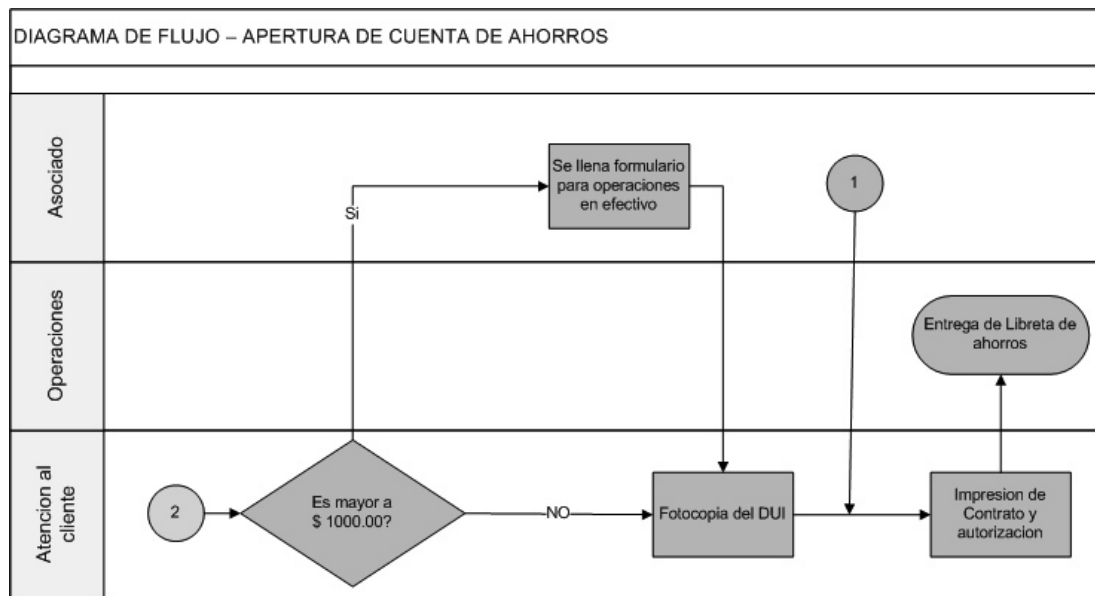 DIAGRAMA DE FLUJO – APERTURA DE CUENTA DE AHORROS
Asociado
Se llena formulario
para operaciones
en efectivo
1
Si
Operaciones
Entrega de Libreta de
ahorros
Atencion al
cliente
2
Es mayor a
$ 1000.00?
NO
Fotocopia del DUI
Impresion de
Contrato y
autorizacion